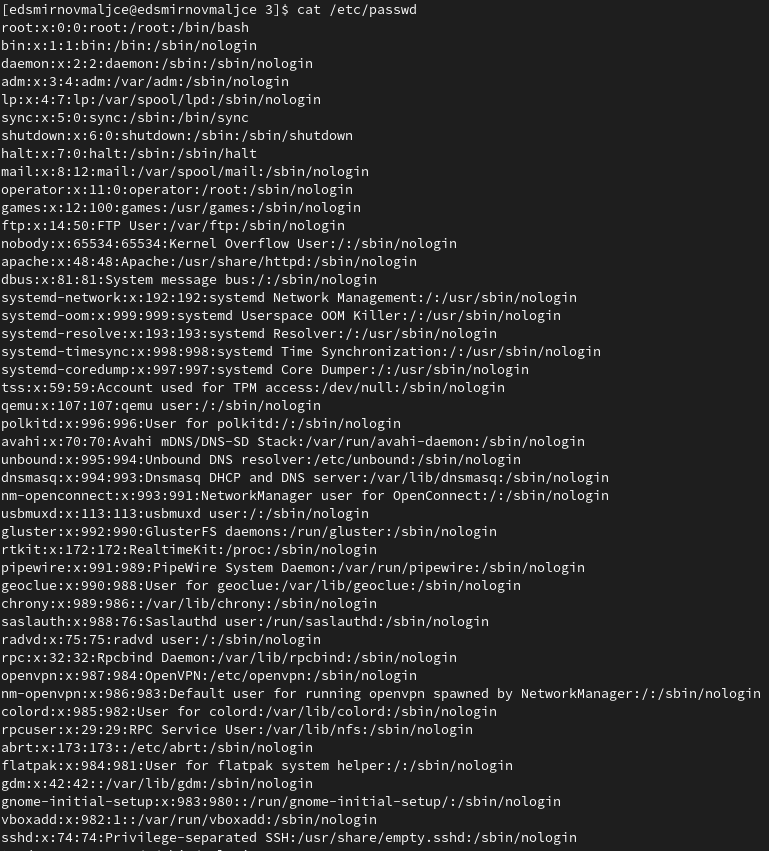 [edsmirnovmaljce@edsmirnovmaljce 3]$ cat /etc/passwd
root:x:0:0:root:/root:/bin/bash
bin:x:1:1:bin:/bin:/sbin/nologin
daemon:x:2:2:daemon:/sbin:/sbin/nologin
adm:x:3:4:adm:/var/adm:/sbin/nologin
lp:x:4:7:lp:/var/spool/lpd:/sbin/nologin
sync:x:5:0:sync:/sbin:/bin/sync
shutdown:x:6:0:shutdown:/sbin:/sbin/shutdown
halt:x:7:0:halt:/sbin:/sbin/halt
mail:x:8:12:mail:/var/spool/mail:/sbin/nologin
operator:x:11:0:operator:/root:/sbin/nologin
games:x:12:100:games:/usr/games:/sbin/nologin
ftp:x:14:50:FTP User:/var/ftp:/sbin/nologin
nobody:x:65534:65534:Kernel Overflow User:/:/sbin/nologin
apache:x:48:48:Apache:/usr/share/httpd:/sbin/nologin
dbus:x:81:81:System message bus:/:/sbin/nologin
systemd-network:x:192:192:systemd Network Management:/:/usr/sbin/nologin
systemd-oom:x:999:999:systemd Userspace OOM Killer:/:/usr/sbin/nologin
systemd-resolve:x:193:193:systemd Resolver:/:/usr/sbin/nologin
systemd-timesync:x:998:998:systemd Time Synchronization:/:/usr/sbin/nologin
systemd-coredump:x:997:997:systemd Core Dumper:/:/usr/sbin/nologin
tss:x:59:59:Account used for TPM access:/dev/null:/sbin/nologin
qemu:x:107:107:qemu user:/:/sbin/nologin
polkitd:x:996:996:User for polkitd:/:/sbin/nologin
avahi:x:70:70:Avahi mDNS/DNS-SD Stack:/var/run/avahi-daemon:/sbin/nologin
unbound:x:995:994:Unbound DNS resolver:/etc/unbound:/sbin/nologin
dnsmasq:x:994:993:Dnsmasq DHCP and DNS server:/var/lib/dnsmasq:/sbin/nologin
nm-openconnect:x:993:991:NetworkManager user for OpenConnect:/:/sbin/nologin
usbmuxd:x:113:113:usbmuxd user:/:/sbin/nologin
gluster:x:992:990:GlusterFS daemons:/run/gluster:/sbin/nologin
rtkit:x:172:172:RealtimeKit:/proc:/sbin/nologin
pipewire:x:991:989:PipeWire System Daemon:/var/run/pipewire:/sbin/nologin
geoclue:x:990:988:User for geoclue:/var/lib/geoclue:/sbin/nologin
chrony:x:989:986::/var/lib/chrony:/sbin/nologin
saslauth:x:988:76:Saslauthd user:/run/saslauthd:/sbin/nologin
radvd:x:75:75:radvd user:/:/sbin/nologin
rpc:x:32:32:Rpcbind Daemon:/var/lib/rpcbind:/sbin/nologin
openvpn:x:987:984:OpenVPN:/etc/openvpn:/sbin/nologin
nm-openvpn:x:986:983:Default user for running openvpn spawned by NetworkManager:/:/sbin/nologin
colord:x:985:982:User for colord:/var/lib/colord:/sbin/nologin
rpcuser:x:29:29:RPC Service User:/var/lib/nfs:/sbin/nologin
abrt:x:173:173::/etc/abrt:/sbin/nologin
flatpak:x:984:981:User for flatpak system helper:/:/sbin/nologin
gdm:x:42:42::/var/lib/gdm:/sbin/nologin
gnome-initial-setup:x:983:980::/run/gnome-initial-setup/:/sbin/nologin
vboxadd:x:982:1::/var/run/vboxadd:/sbin/nologin
sshd:x:74:74:Privilege-separated SSH:/usr/share/empty.sshd:/sbin/nologin